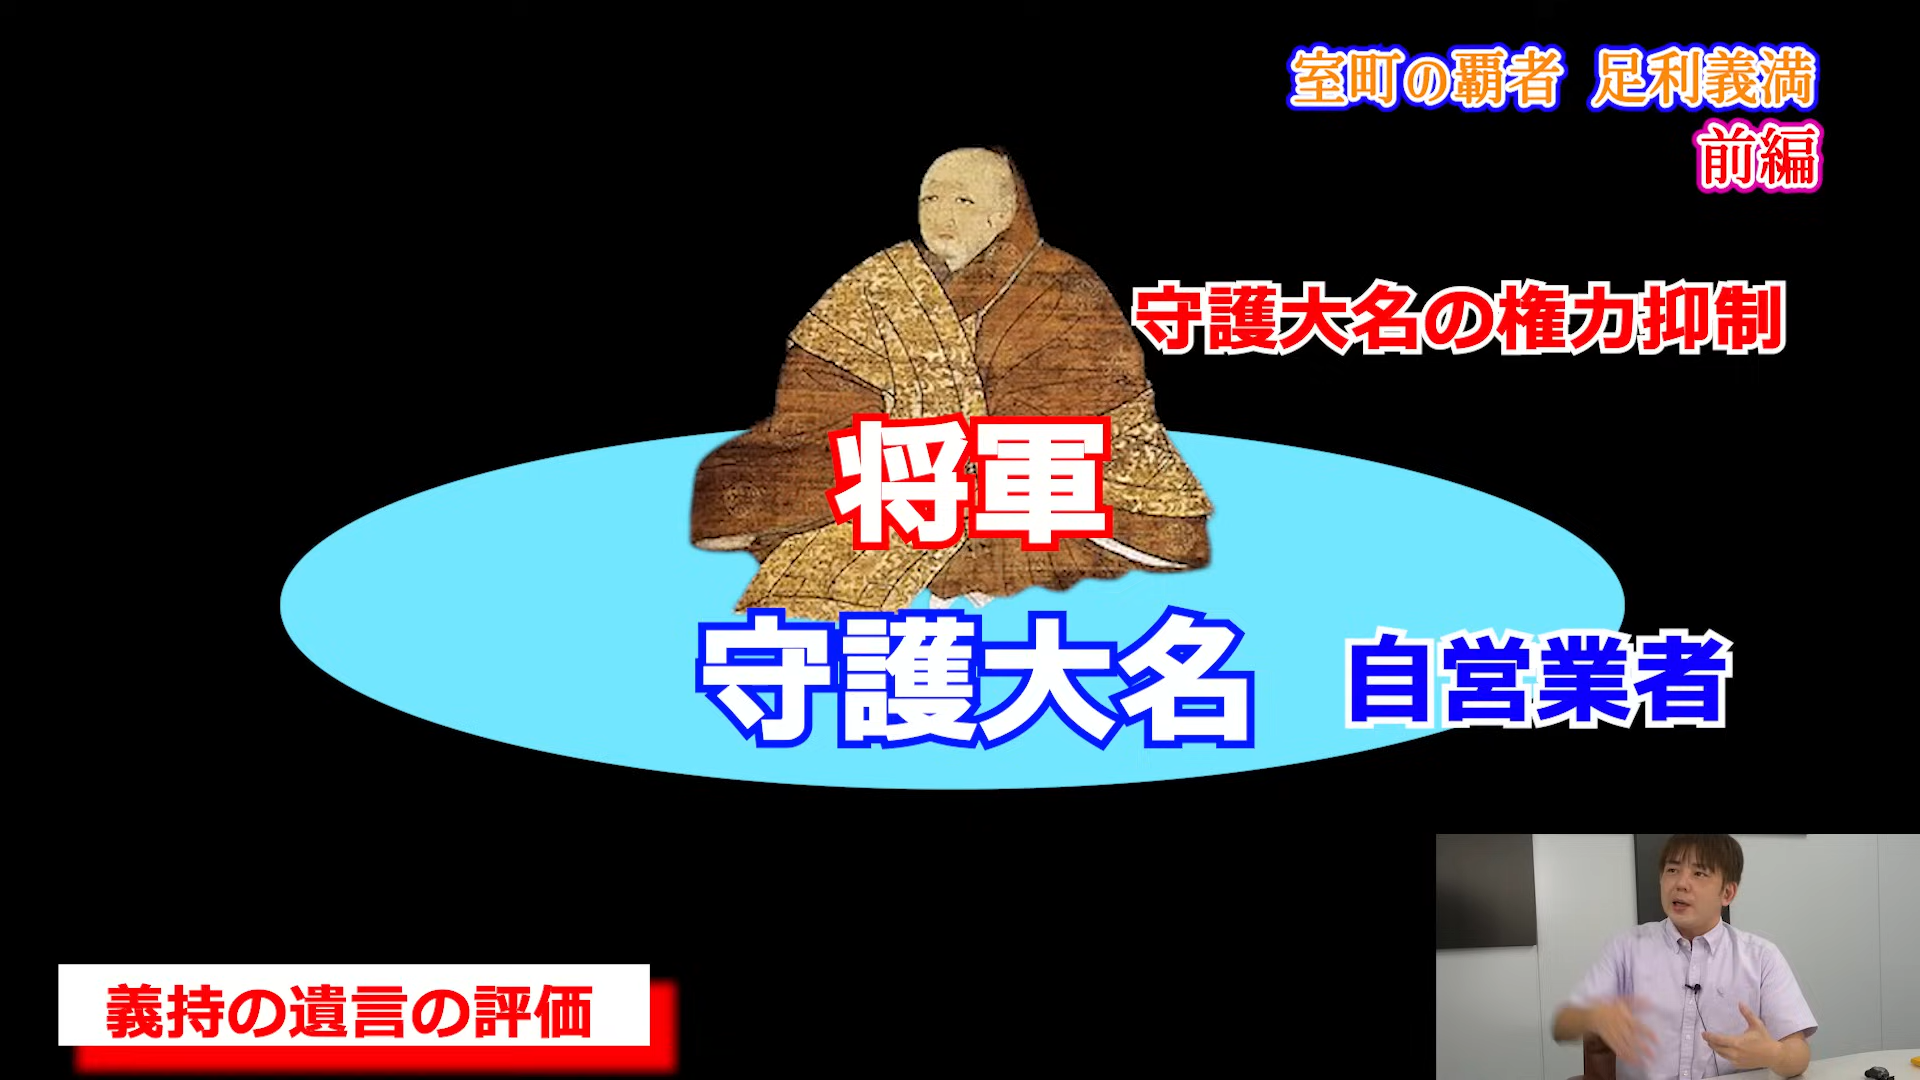 室町の覇者 足利義満
前編
守護大名の権力抑制
将軍
守護大名
自営業者
義持の遺言の評価